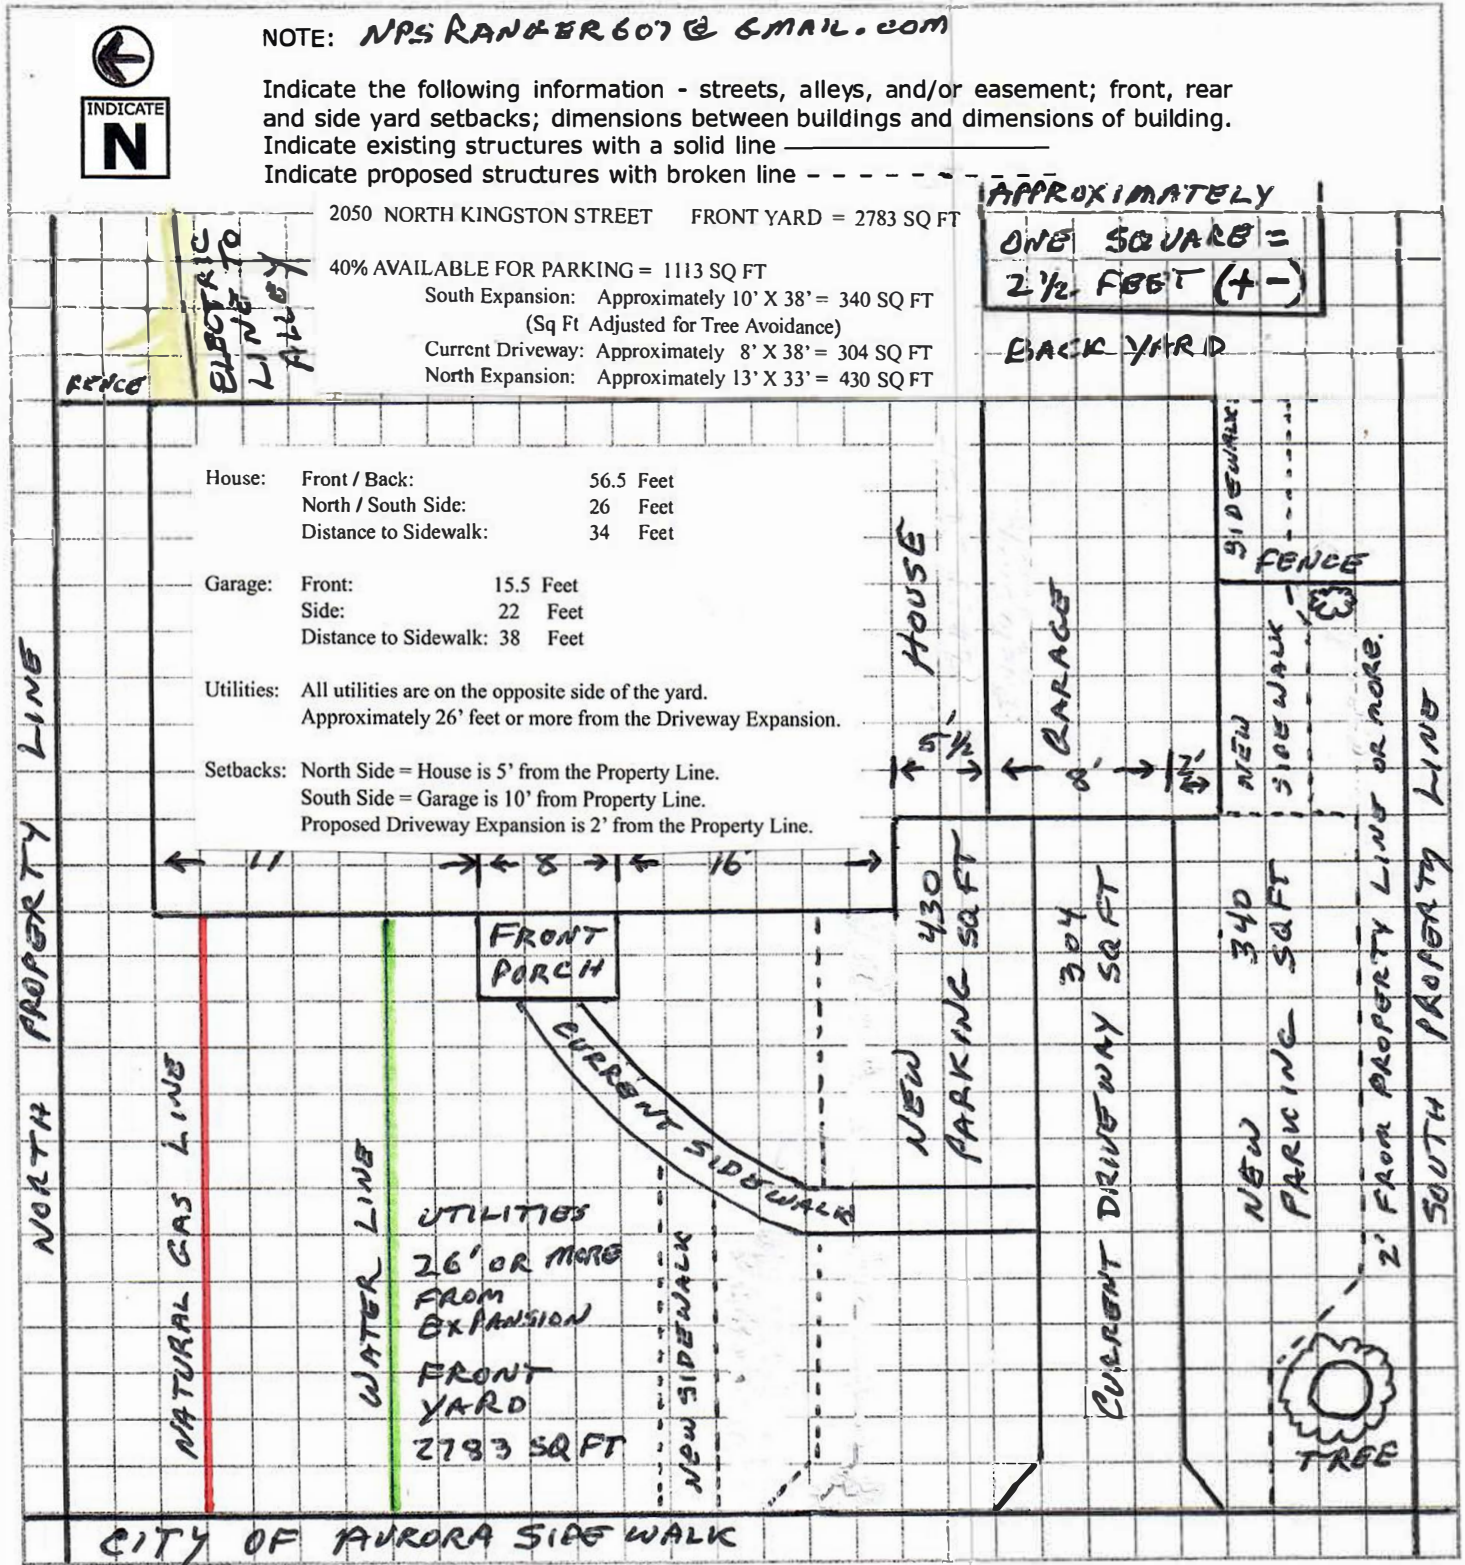 NOTE: NPSRANGER607@GMAIL.COM
INDICATE
N
Indicate the following information - streets, alleys, and/or easement; front, rear
and side yard setbacks; dimensions between buildings and dimensions of building.
Indicate existing structures with a solid line
Indicate proposed structures with broken line
2050 NORTH KINGSTON STREET FRONT YARD = 2783 SQ FT
40% AVAILABLE FOR PARKING = 1113 SQ FT
South Expansion: Approximately 10' X 38' = 340 SQ FT
(Sq Ft Adjusted for Tree Avoidance)
Current Driveway: Approximately 8' X 38' = 304 SQ FT
North Expansion: Approximately 13' X 33' = 430 SQ FT
APPROXIMATELY
ONE SQUARE =
2 1/2 FEET (+ -)
BACK YARD
ELECTRIC
LINE TO
ALLEY
FENCE
House: Front / Back: 56.5 Feet
North / South Side: 26 Feet
Distance to Sidewalk: 34 Feet
Garage: Front: 15.5 Feet
Side: 22 Feet
Distance to Sidewalk: 38 Feet
Utilities: All utilities are on the opposite side of the yard.
Approximately 26' feet or more from the Driveway Expansion.
Setbacks: North Side = House is 5' from the Property Line.
South Side = Garage is 10' from Property Line.
Proposed Driveway Expansion is 2' from the Property Line.
HOUSE
GARAGE
SIDEWALK
FENCE
NEW
SIDEWALK
5 1/2'
8'
2'
11
8
16
NORTH PROPERTY LINE
SOUTH PROPERTY LINE
2' FROM PROPERTY LINE OR MORE.
FRONT
PORCH
CURRENT SIDEWALK
NEW 430
PARKING SQ FT
304
CURRENT DRIVEWAY SQ FT
NEW 340
PARKING SQ FT
NATURAL GAS LINE
WATER LINE
UTILITIES
26' OR MORE
FROM
EXPANSION
FRONT
YARD
2783 SQ FT
NEW SIDEWALK
TREE
CITY OF AURORA SIDEWALK